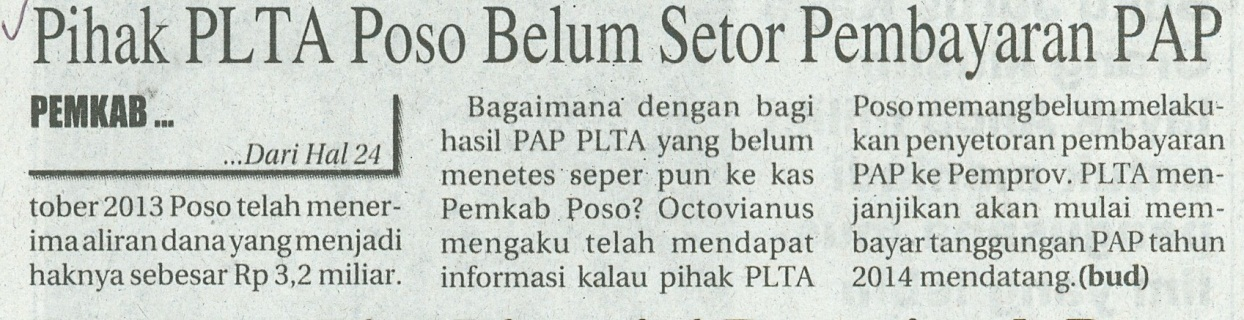 Pihak PLTA Poso Belum Setor Pembayaran PAP
PEMKAB ...
...Dari Hal 24
tober 2013 Poso telah mener-
ima aliran dana yang menjadi
haknya sebesar Rp 3,2 miliar.
Bagaimana dengan bagi
hasil PAP PLTA yang belum
menetes seper pun ke kas
Pemkab Poso? Octovianus
mengaku telah mendapat
informasi kalau pihak PLTA
Poso memang belum melaku-
kan penyetoran pembayaran
PAP ke Pemprov. PLTA men-
janjikan akan mulai mem-
bayar tanggungan PAP tahun
2014 mendatang.(bud)